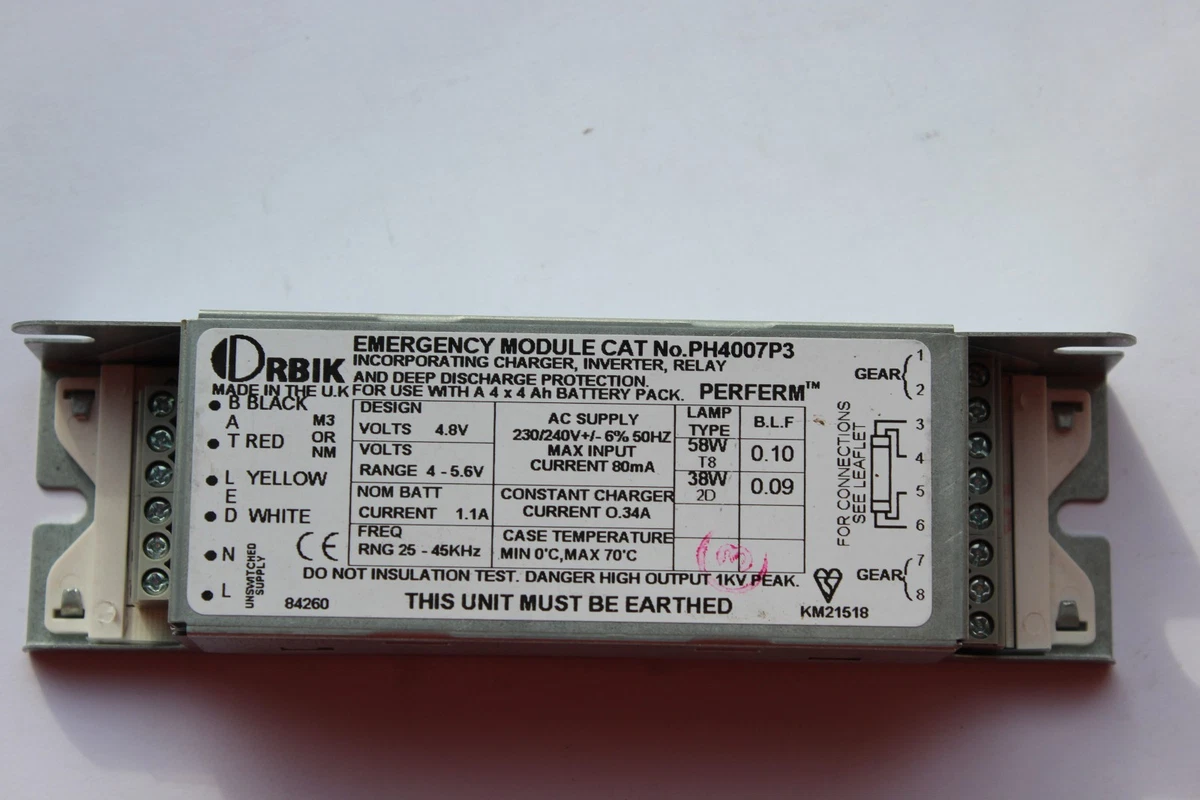 ORBIK
MADE IN THE U.K
EMERGENCY MODULE CAT No.PH4007P3
INCORPORATING CHARGER, INVERTER, RELAY
AND DEEP DISCHARGE PROTECTION.
FOR USE WITH A 4 x 4 Ah BATTERY PACK.
PERFERM™
BAT
BLACK
RED
M3
OR
NM
LED
YELLOW
WHITE
N
L
UNSWITCHED
SUPPLY
CE
84260
DESIGN
VOLTS 4.8V
VOLTS
RANGE 4 - 5.6V
NOM BATT
CURRENT 1.1A
FREQ
RNG 25 - 45KHz
AC SUPPLY
230/240V+/- 6% 50HZ
MAX INPUT
CURRENT 80mA
CONSTANT CHARGER
CURRENT O.34A
CASE TEMPERATURE
MIN 0'C,MAX 70'C
LAMP
TYPE
B.L.F
58W
T8
0.10
38W
2D
0.09
DO NOT INSULATION TEST. DANGER HIGH OUTPUT 1KV PEAK.
THIS UNIT MUST BE EARTHED
KM21518
FOR CONNECTIONS
SEE LEAFLET
GEAR
1
2
3
4
5
6
GEAR
7
8